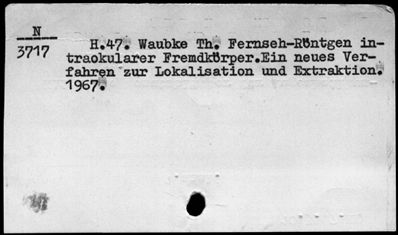 N
3717
H.47. Waubke Th. Fernseh-Röntgen in-
traokularer Fremdkörper.Ein neues Ver-
fahren zur Lokalisation und Extraktion.
1967.